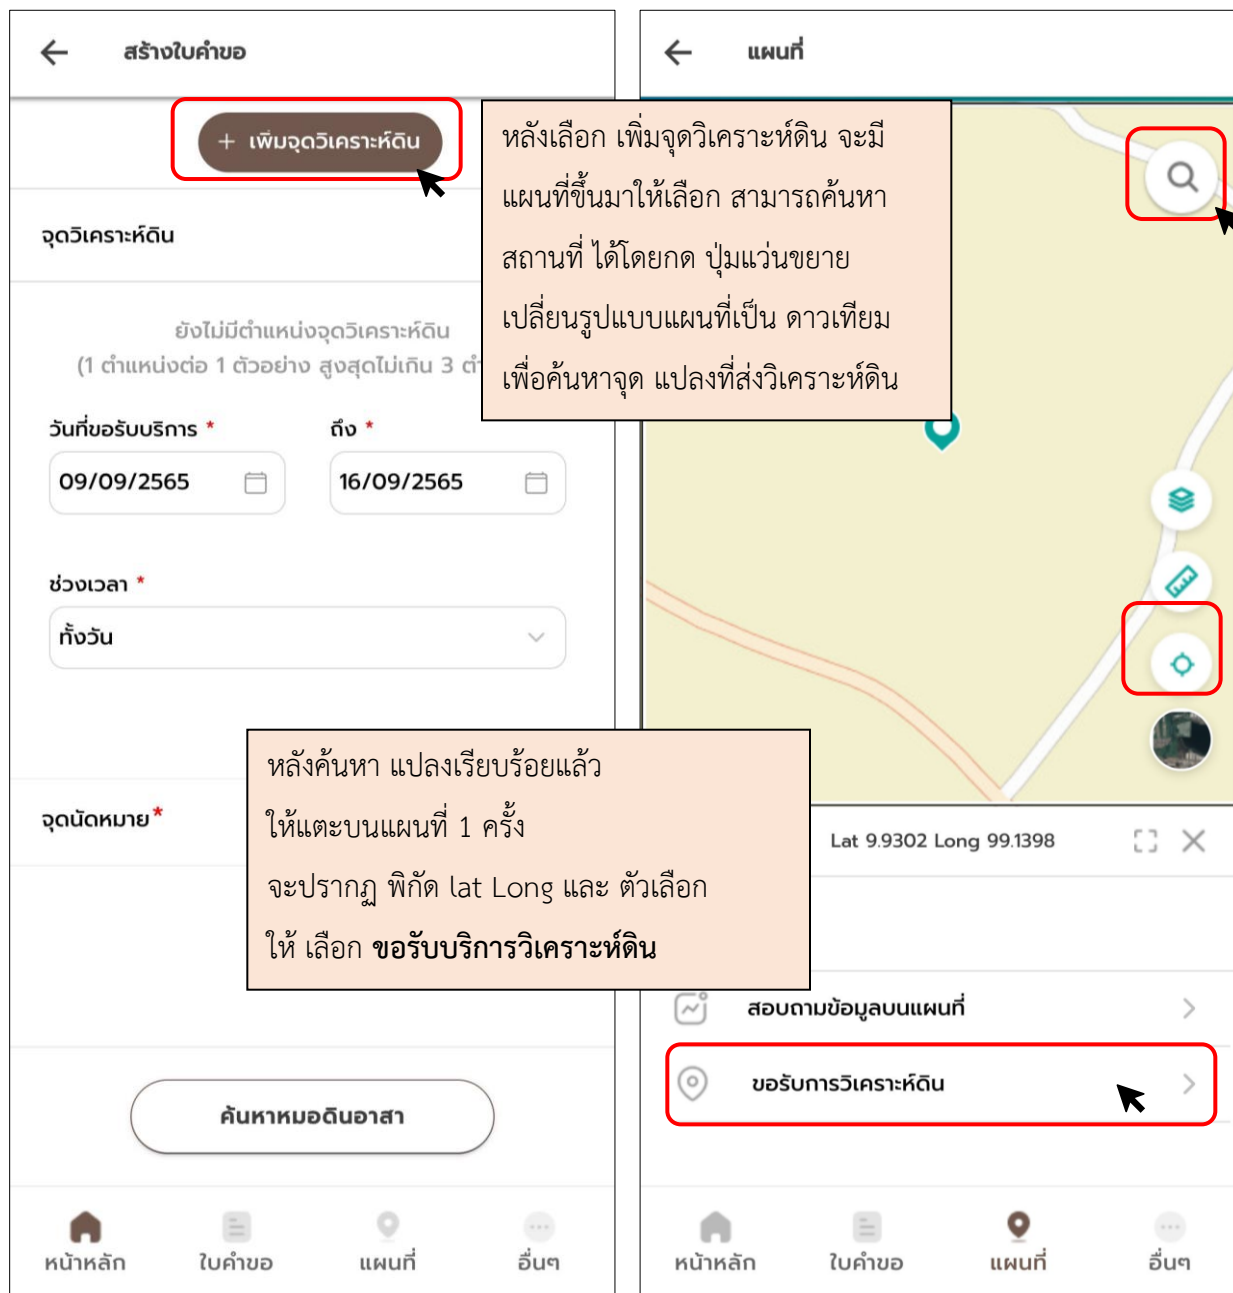 สร้างใบคำขอ
+ เพิ่มจุดวิเคราะห์ดิน
จุดวิเคราะห์ดิน
ยังไม่มีตำแหน่งจุดวิเคราะห์ดิน
(1 ตำแหน่งต่อ 1 ตัวอย่าง สูงสุดไม่เกิน 3
วันที่ขอรับบริการ *
ถึง *
09/09/2565
16/09/2565
ช่วงเวลา *
ทั้งวัน
จุดนัดหมาย*
ค้นหาหมอดินอาสา
หน้าหลัก
ใบคำขอ
แผนที่
อื่นๆ
หลังเลือก เพิ่มจุดวิเคราะห์ดิน จะมี
แผนที่ขึ้นมาให้เลือก สามารถค้นหา
สถานที่ ได้โดยกด ปุ่มแว่นขยาย
เปลี่ยนรูปแบบแผนที่เป็น ดาวเทียม
เพื่อค้นหาจุด แปลงที่ส่งวิเคราะห์ดิน
หลังค้นหา แปลงเรียบร้อยแล้ว
ให้แตะบนแผนที่ 1 ครั้ง
จะปรากฏ พิกัด lat Long และ ตัวเลือก
ให้ เลือก ขอรับบริการวิเคราะห์ดิน
แผนที่
Lat 9.9302 Long 99.1398
สอบถามข้อมูลบนแผนที่
ขอรับการวิเคราะห์ดิน
หน้าหลัก
ใบคำขอ
แผนที่
อื่นๆ